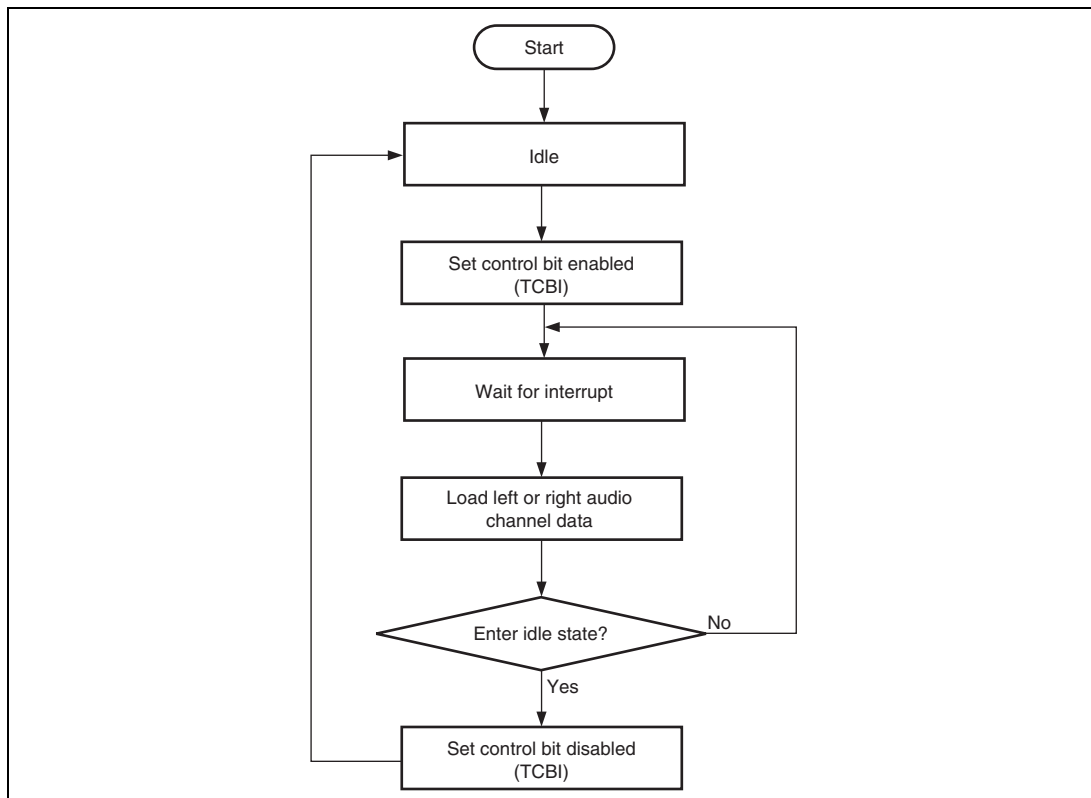 Start
Idle
Set control bit enabled
(TCBI)
Wait for interrupt
Load left or right audio
channel data
Enter idle state?
No
Yes
Set control bit disabled
(TCBI)